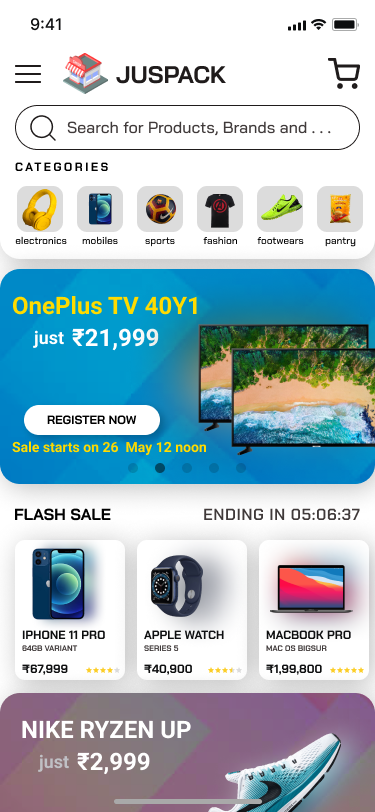 9:41
JUSPACK
Search for Products, Brands and . . .
CATEGORIES
electronics mobiles sports fashion footwears pantry
OnePlus TV 40Y1
just ₹21,999
REGISTER NOW
Sale starts on 26 May 12 noon
FLASH SALE ENDING IN 05:06:37
IPHONE 11 PRO APPLE WATCH MACBOOK PRO
64GB VARIANT SERIES 5 MAC OS BIGSUR
₹67,999 ₹40,900 ₹1,99,800
NIKE RYZEN UP
just ₹2,999